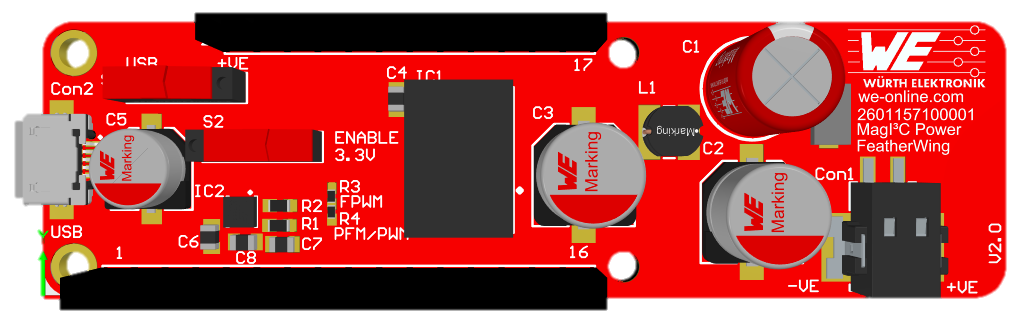 USB
+VE
17
C4
IC1
C1
WE
WÜRTH ELEKTRONIK
we-online.com
2601157100001
MagI³C Power
FeatherWing
Con2
C5
S2
ENABLE
3.3V
L1
C3
C2
Marking
WE
Marking
WE
Marking
WE
Marking
Con1
IC2
R3
FPWM
R4
PFM/PWM
R2
R1
C6
C7
C8
USB
1
16
-VE
+VE
V2.0